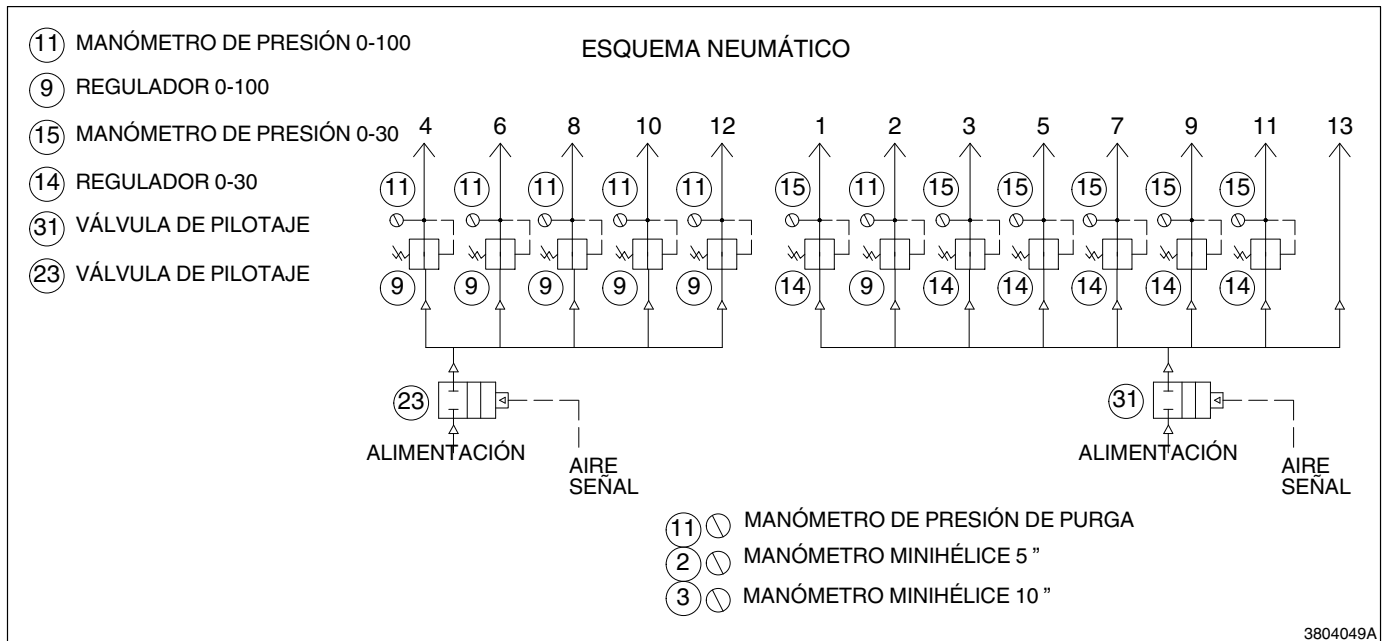 ESQUEMA NEUMÁTICO
11 MANÓMETRO DE PRESIÓN 0-100
9 REGULADOR 0-100
15 MANÓMETRO DE PRESIÓN 0-30
14 REGULADOR 0-30
31 VÁLVULA DE PILOTAJE
23 VÁLVULA DE PILOTAJE
4 6 8 10 12 1 2 3 5 7 9 11 13
11 11 11 11 11 15 11 15 15 15 15 15
9 9 9 9 9 14 9 14 14 14 14 14
23 31
ALIMENTACIÓN ALIMENTACIÓN
AIRE AIRE
SEÑAL SEÑAL
11 MANÓMETRO DE PRESIÓN DE PURGA
2 MANÓMETRO MINIHÉLICE 5 ”
3 MANÓMETRO MINIHÉLICE 10 ”
3804049A